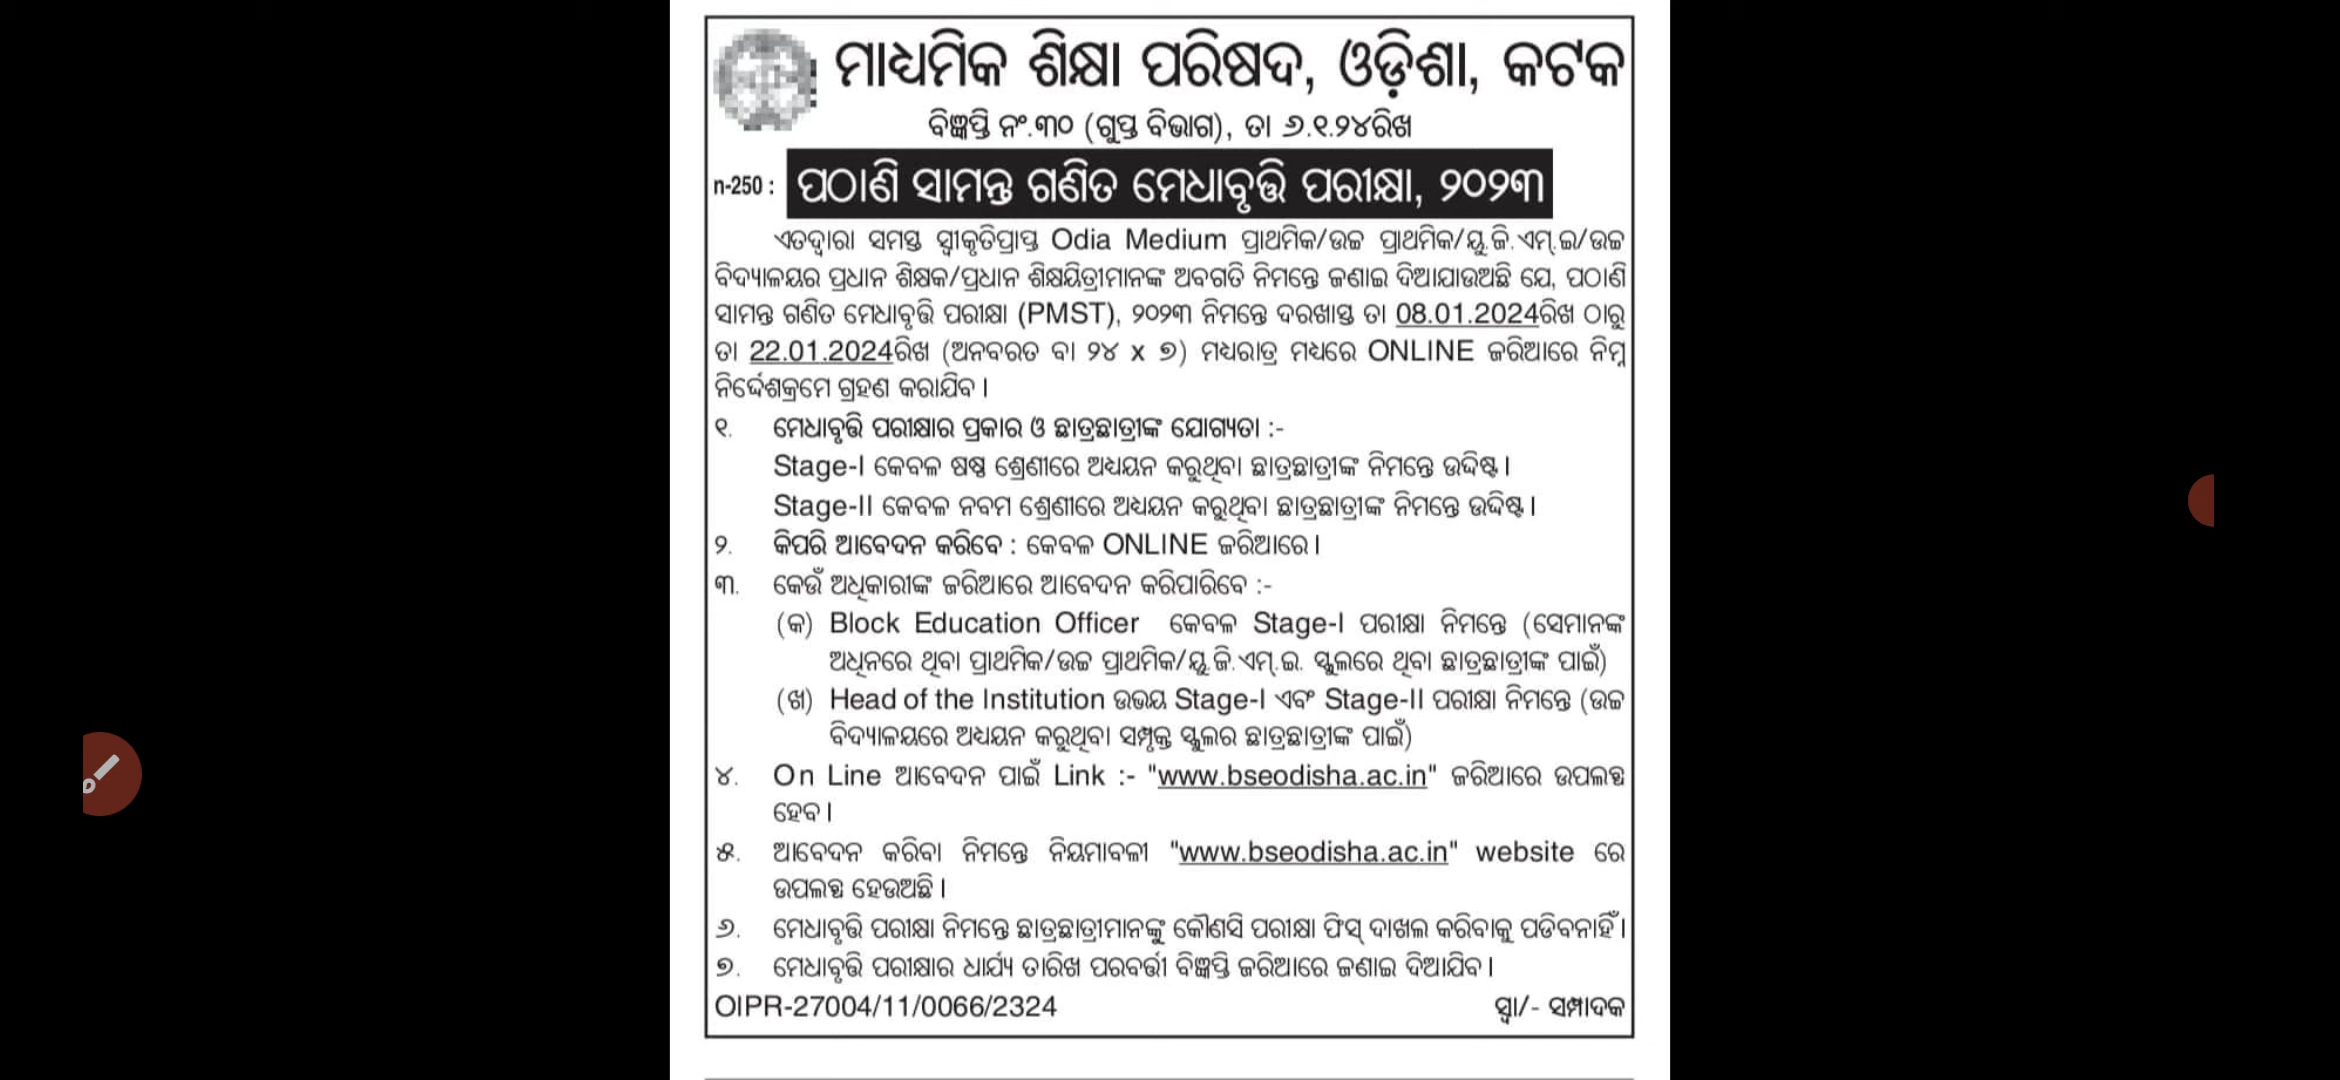 ମାଧ୍ୟମିକ ଶିକ୍ଷା ପରିଷଦ, ଓଡ଼ିଶା, କଟକ
ବିଜ୍ଞପ୍ତି ନଂ.୩୦ (ଗୁପ୍ତ ବିଭାଗ), ତା ୬.୧.୨୪ରିଖ
n-250 : ପଠାଣି ସାମନ୍ତ ଗଣିତ ମେଧାବୃତ୍ତି ପରୀକ୍ଷା, ୨୦୨୩
ଏତଦ୍ଦ୍ୱାରା ସମସ୍ତ ସ୍ୱୀକୃତିପ୍ରାପ୍ତ Odia Medium ପ୍ରାଥମିକ/ଉଚ୍ଚ ପ୍ରାଥମିକ/ୟୁ.ଜି.ଏମ୍.ଇ/ଉଚ୍ଚ
ବିଦ୍ୟାଳୟର ପ୍ରଧାନ ଶିକ୍ଷକ/ପ୍ରଧାନ ଶିକ୍ଷୟିତ୍ରୀମାନଙ୍କ ଅବଗତି ନିମନ୍ତେ ଜଣାଇ ଦିଆଯାଉଅଛି ଯେ, ପଠାଣି
ସାମନ୍ତ ଗଣିତ ମେଧାବୃତ୍ତି ପରୀକ୍ଷା (PMST), ୨୦୨୩ ନିମନ୍ତେ ଦରଖାସ୍ତ ତା 08.01.2024ରିଖ ଠାରୁ
ତା 22.01.2024ରିଖ (ଅନବରତ ବା ୨୪ x ୭) ମଧ୍ୟରାତ୍ର ମଧ୍ୟରେ ONLINE ଜରିଆରେ ନିମ୍ନ
ନିର୍ଦ୍ଦେଶକ୍ରମେ ଗ୍ରହଣ କରାଯିବ ।
୧. ମେଧାବୃତ୍ତି ପରୀକ୍ଷାର ପ୍ରକାର ଓ ଛାତ୍ରଛାତ୍ରୀଙ୍କ ଯୋଗ୍ୟତା :-
Stage-I କେବଳ ଷଷ୍ଠ ଶ୍ରେଣୀରେ ଅଧ୍ୟୟନ କରୁଥିବା ଛାତ୍ରଛାତ୍ରୀଙ୍କ ନିମନ୍ତେ ଉଦ୍ଦିଷ୍ଟ ।
Stage-II କେବଳ ନବମ ଶ୍ରେଣୀରେ ଅଧ୍ୟୟନ କରୁଥିବା ଛାତ୍ରଛାତ୍ରୀଙ୍କ ନିମନ୍ତେ ଉଦ୍ଦିଷ୍ଟ ।
୨. କିପରି ଆବେଦନ କରିବେ : କେବଳ ONLINE ଜରିଆରେ ।
୩. କେଉଁ ଅଧିକାରୀଙ୍କ ଜରିଆରେ ଆବେଦନ କରିପାରିବେ :-
(କ) Block Education Officer କେବଳ Stage-I ପରୀକ୍ଷା ନିମନ୍ତେ (ସେମାନଙ୍କ
ଅଧିନରେ ଥିବା ପ୍ରାଥମିକ/ଉଚ୍ଚ ପ୍ରାଥମିକ/ୟୁ.ଜି.ଏମ୍.ଇ. ସ୍କୁଲରେ ଥିବା ଛାତ୍ରଛାତ୍ରୀଙ୍କ ପାଇଁ)
(ଖ) Head of the Institution ଉଭୟ Stage-I ଏବଂ Stage-II ପରୀକ୍ଷା ନିମନ୍ତେ (ଉଚ୍ଚ
ବିଦ୍ୟାଳୟରେ ଅଧ୍ୟୟନ କରୁଥିବା ସମ୍ପୃକ୍ତ ସ୍କୁଲର ଛାତ୍ରଛାତ୍ରୀଙ୍କ ପାଇଁ)
୪. On Line ଆବେଦନ ପାଇଁ Link :- "www.bseodisha.ac.in" ଜରିଆରେ ଉପଲବ୍ଧ
ହେବ ।
୫. ଆବେଦନ କରିବା ନିମନ୍ତେ ନିୟମାବଳୀ "www.bseodisha.ac.in" website ରେ
ଉପଲବ୍ଧ ହେଉଅଛି ।
୬. ମେଧାବୃତ୍ତି ପରୀକ୍ଷା ନିମନ୍ତେ ଛାତ୍ରଛାତ୍ରୀମାନଙ୍କୁ କୌଣସି ପରୀକ୍ଷା ଫିସ୍ ଦାଖଲ କରିବାକୁ ପଡିବନାହିଁ ।
୭. ମେଧାବୃତ୍ତି ପରୀକ୍ଷାର ଧାର୍ଯ୍ୟ ତାରିଖ ପରବର୍ତ୍ତୀ ବିଜ୍ଞପ୍ତି ଜରିଆରେ ଜଣାଇ ଦିଆଯିବ ।
OIPR-27004/11/0066/2324 ସ୍ୱା/- ସମ୍ପାଦକ